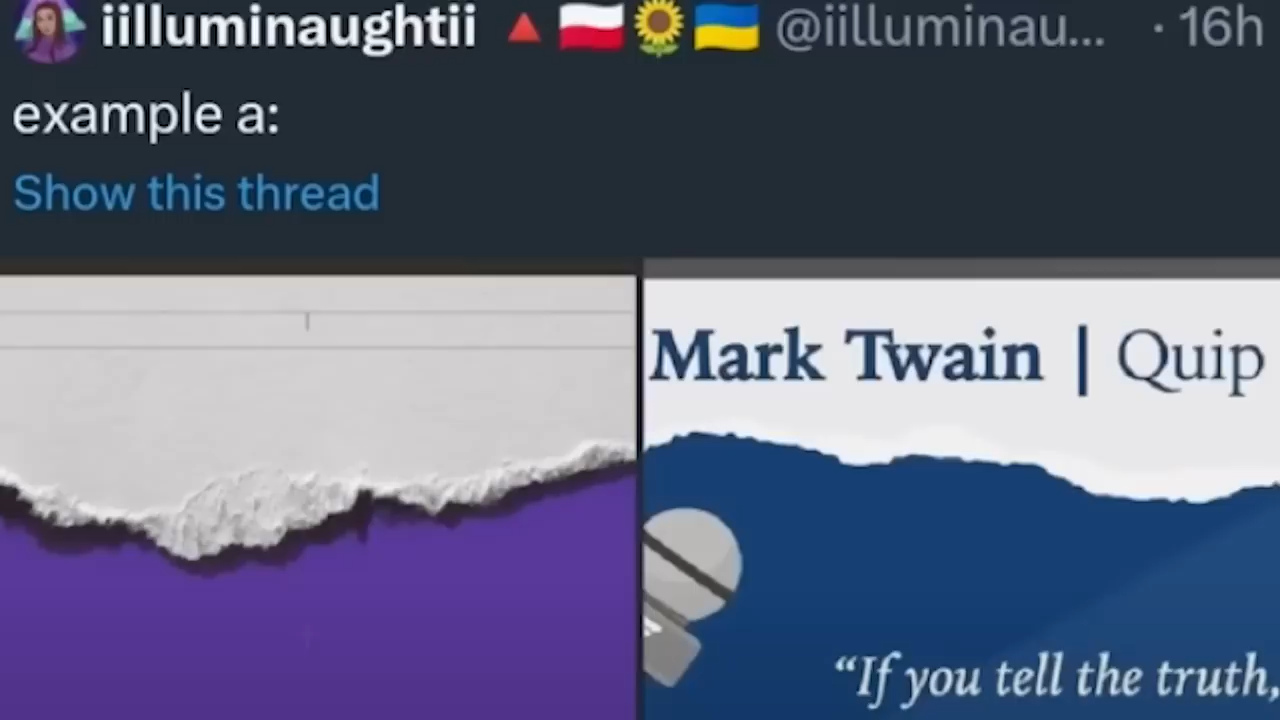 iilluminaughtii 🔺🇵🇱🌻🇺🇦 @iilluminau... · 16h
example a:
Show this thread
Mark Twain | Quip
“If you tell the truth,